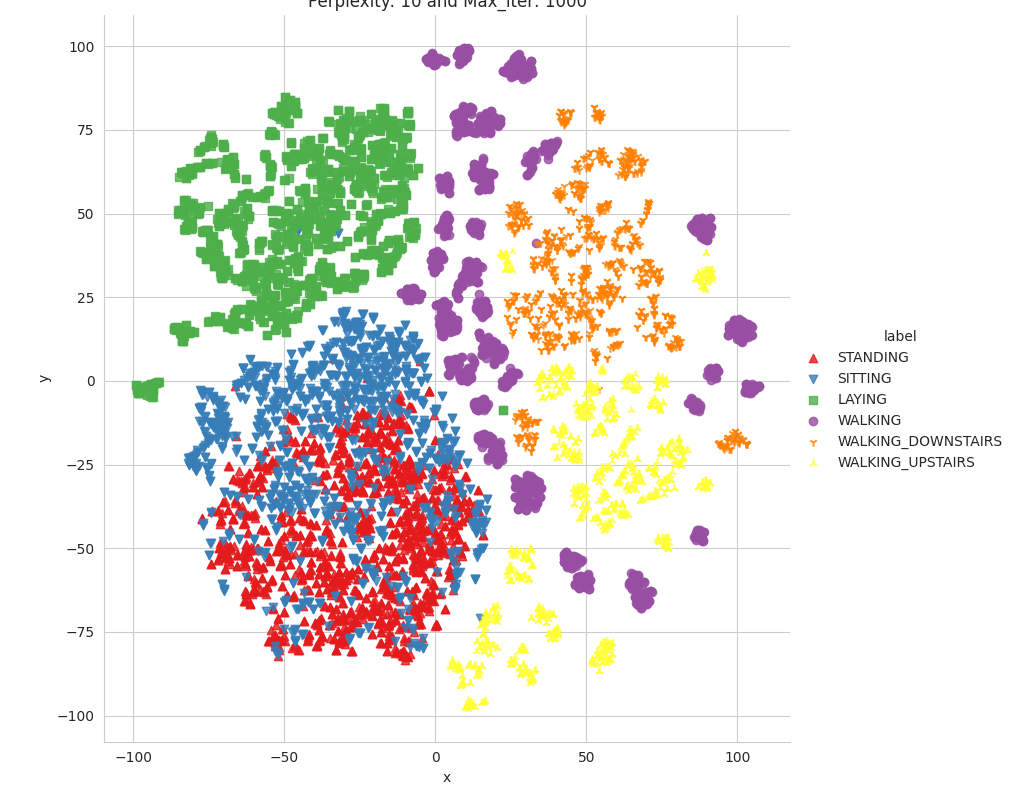 Perplexity: 10 and Max_iter: 1000
100
75
50
25
0
−25
−50
−75
−100
y
−100
−50
0
50
100
x
label
STANDING
SITTING
LAYING
WALKING
WALKING_DOWNSTAIRS
WALKING_UPSTAIRS